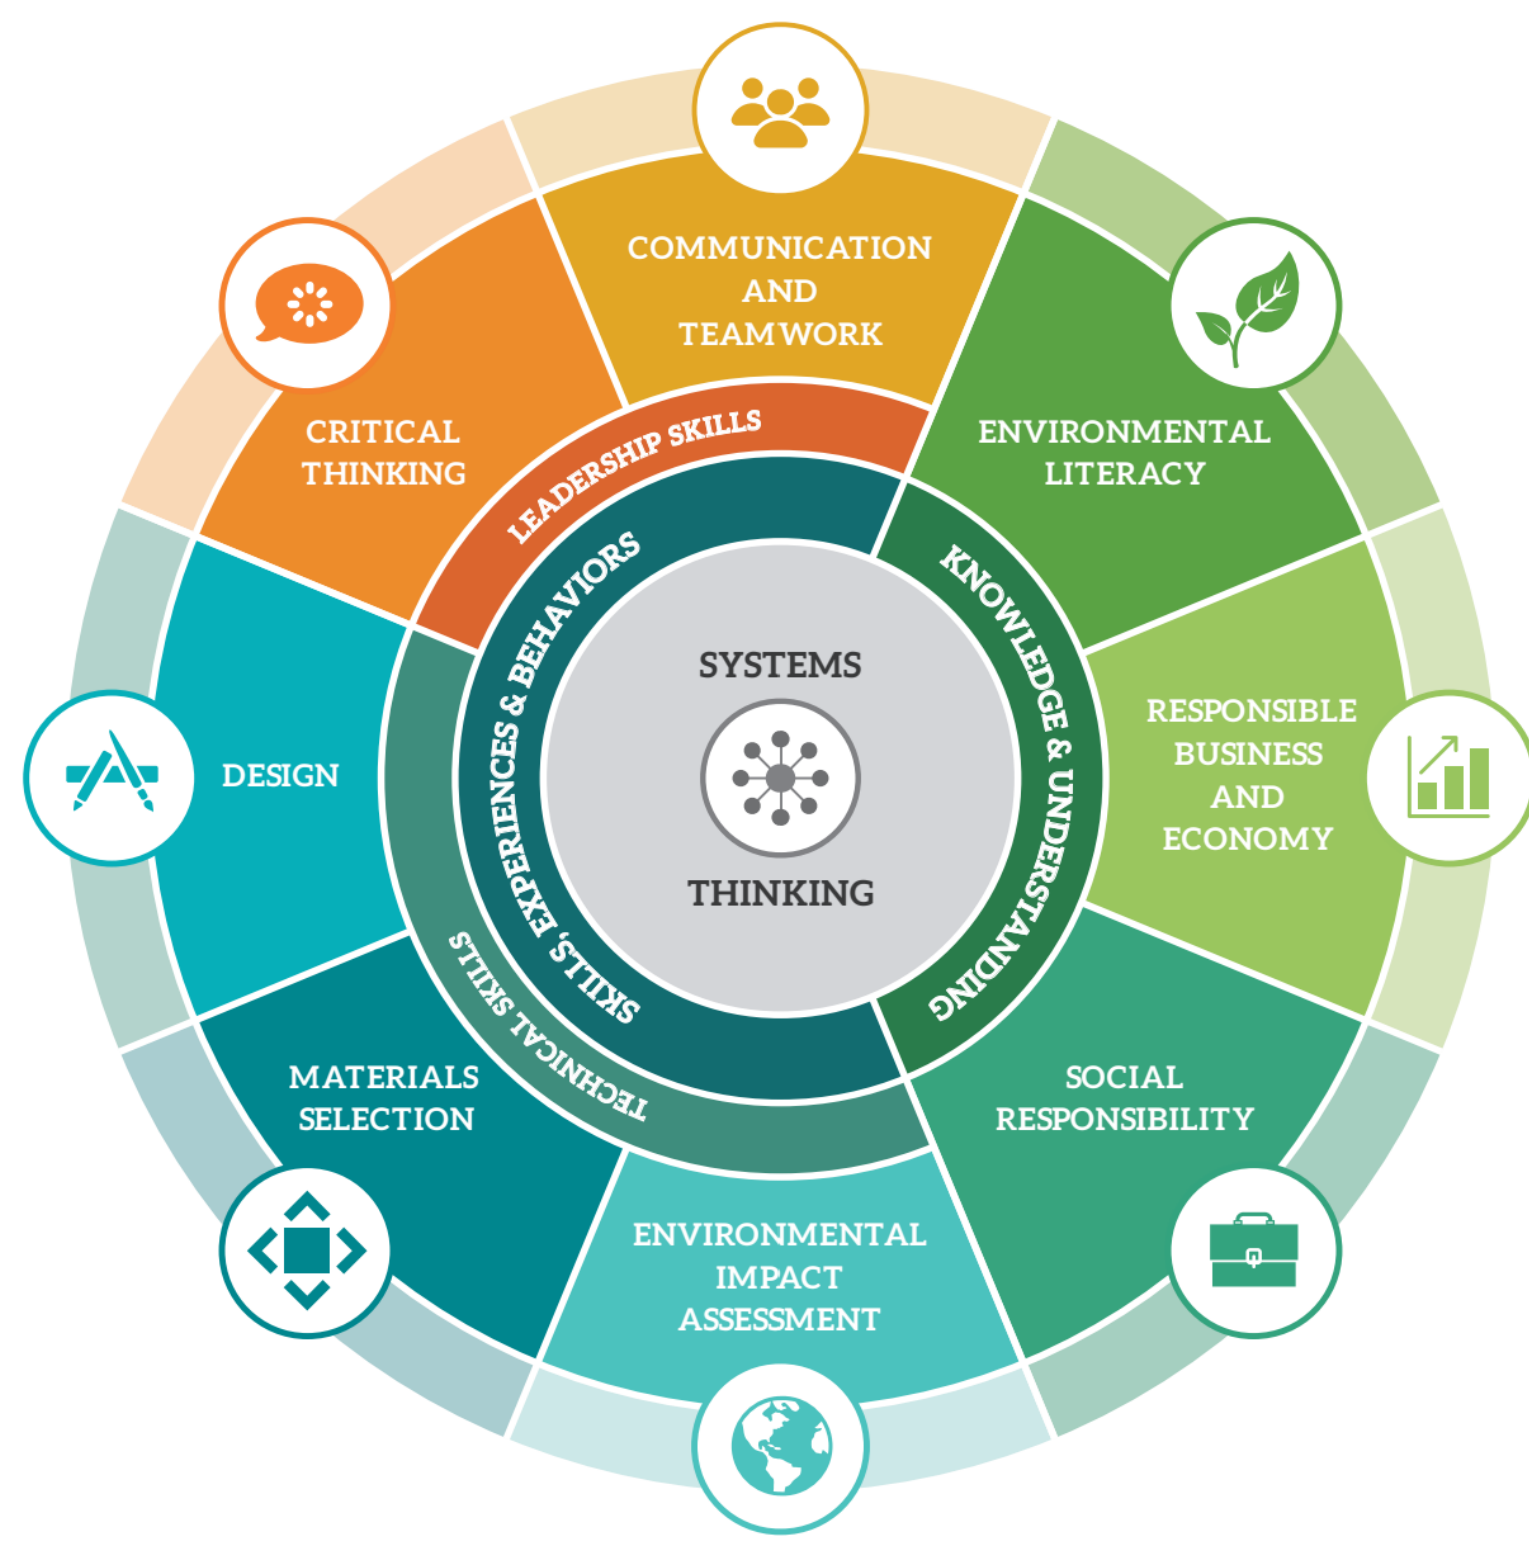 COMMUNICATION
AND
TEAMWORK
ENVIRONMENTAL
LITERACY
RESPONSIBLE
BUSINESS
AND
ECONOMY
SOCIAL
RESPONSIBILITY
ENVIRONMENTAL
IMPACT
ASSESSMENT
MATERIALS
SELECTION
DESIGN
CRITICAL
THINKING
LEADERSHIP SKILLS
TECHNICAL SKILLS
SKILLS, EXPERIENCES & BEHAVIORS
KNOWLEDGE & UNDERSTANDING
SYSTEMS
THINKING